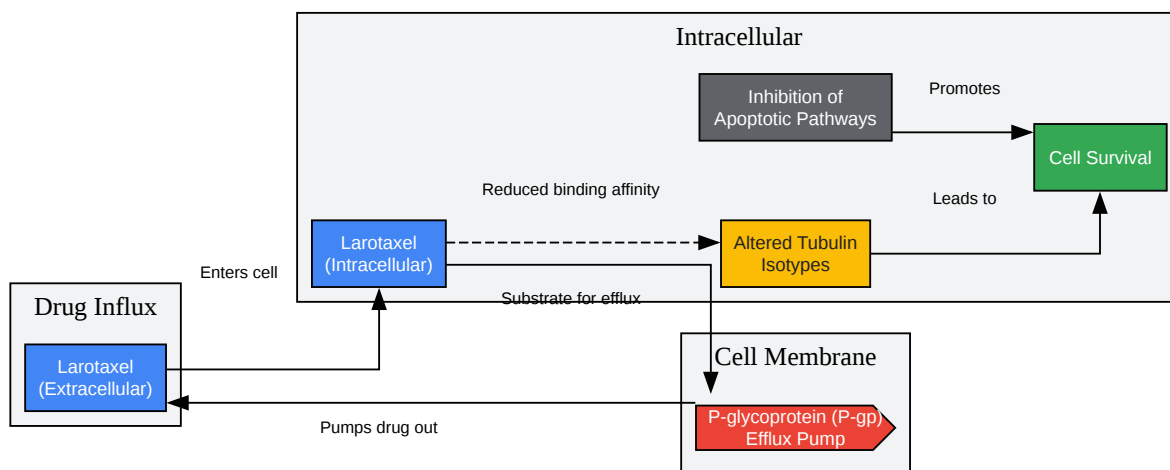 Intracellular
Inhibition of
Apoptotic Pathways
Promotes
Cell Survival
Reduced binding affinity
Leads to
Larotaxel
(Intracellular)
Altered Tubulin
Isotypes
Enters cell
Substrate for efflux
Drug Influx
Larotaxel
(Extracellular)
Cell Membrane
P-glycoprotein (P-gp)
Efflux Pump
Pumps drug out